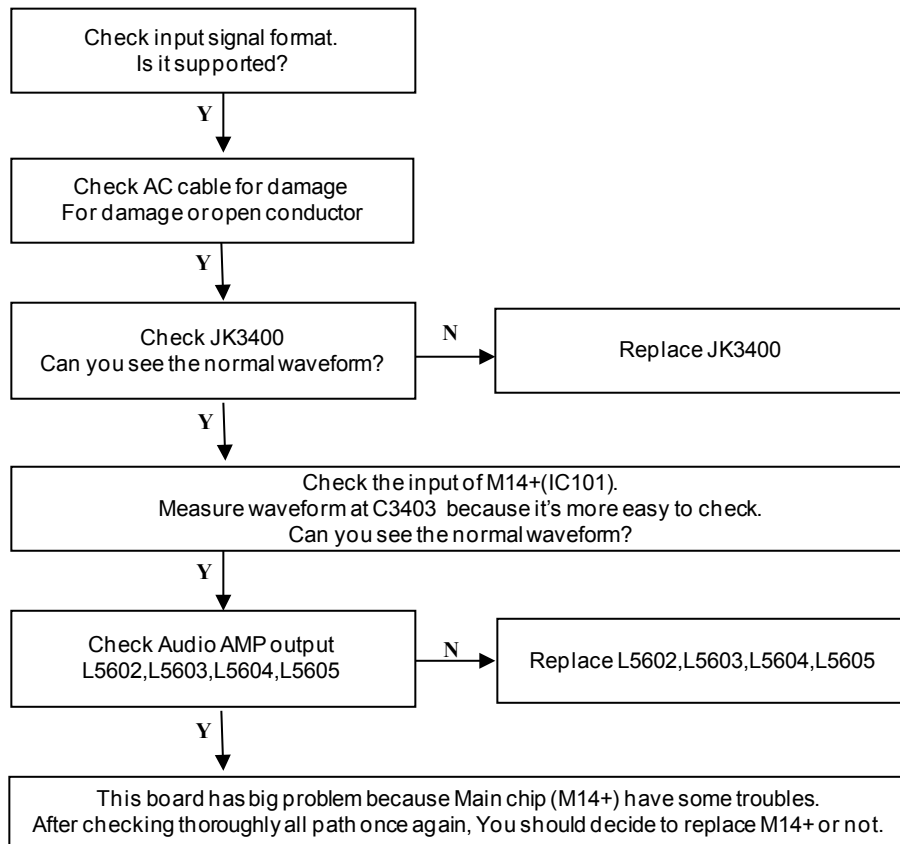 Check input signal format.
Is it supported?
Y
Check AC cable for damage
For damage or open conductor
Y
Check JK3400
Can you see the normal waveform?
N
Replace JK3400
Y
Check the input of M14+(IC101).
Measure waveform at C3403 because it's more easy to check.
Can you see the normal waveform?
Y
Check Audio AMP output
L5602,L5603,L5604,L5605
N
Replace L5602,L5603,L5604,L5605
Y
This board has big problem because Main chip (M14+) have some troubles.
After checking thoroughly all path once again, You should decide to replace M14+ or not.